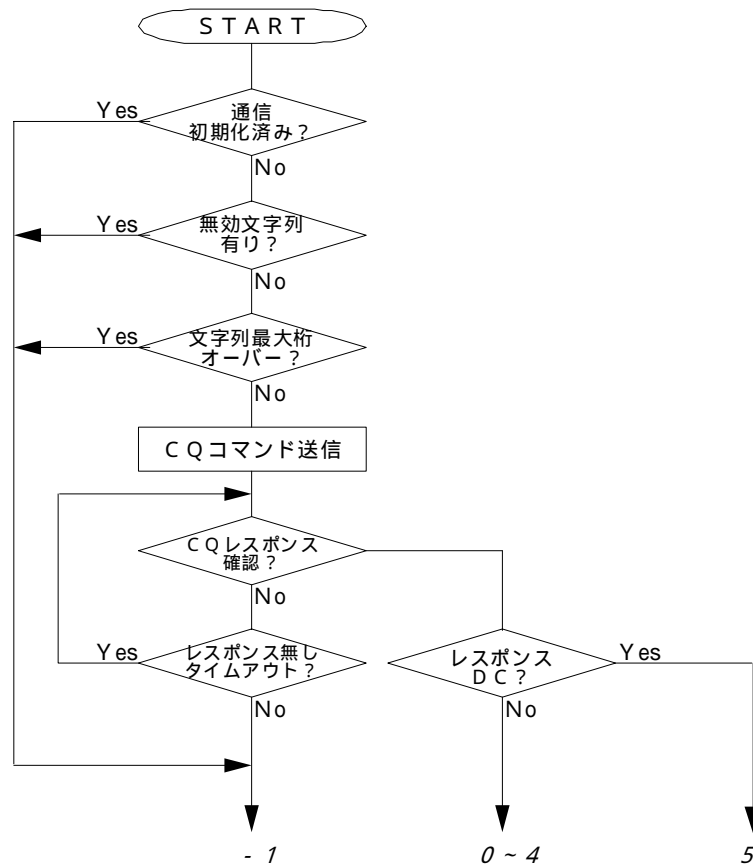 ＳＴＡＲＴ
Yes
通信
初期化済み？
No
Yes
無効文字列
有り？
No
Yes
文字列最大桁
オーバー？
No
ＣＱコマンド送信
ＣＱレスポンス
確認？
No
Yes
レスポンス無し
タイムアウト？
No
レスポンス
ＤＣ？
Yes
No
-１
０～４
５